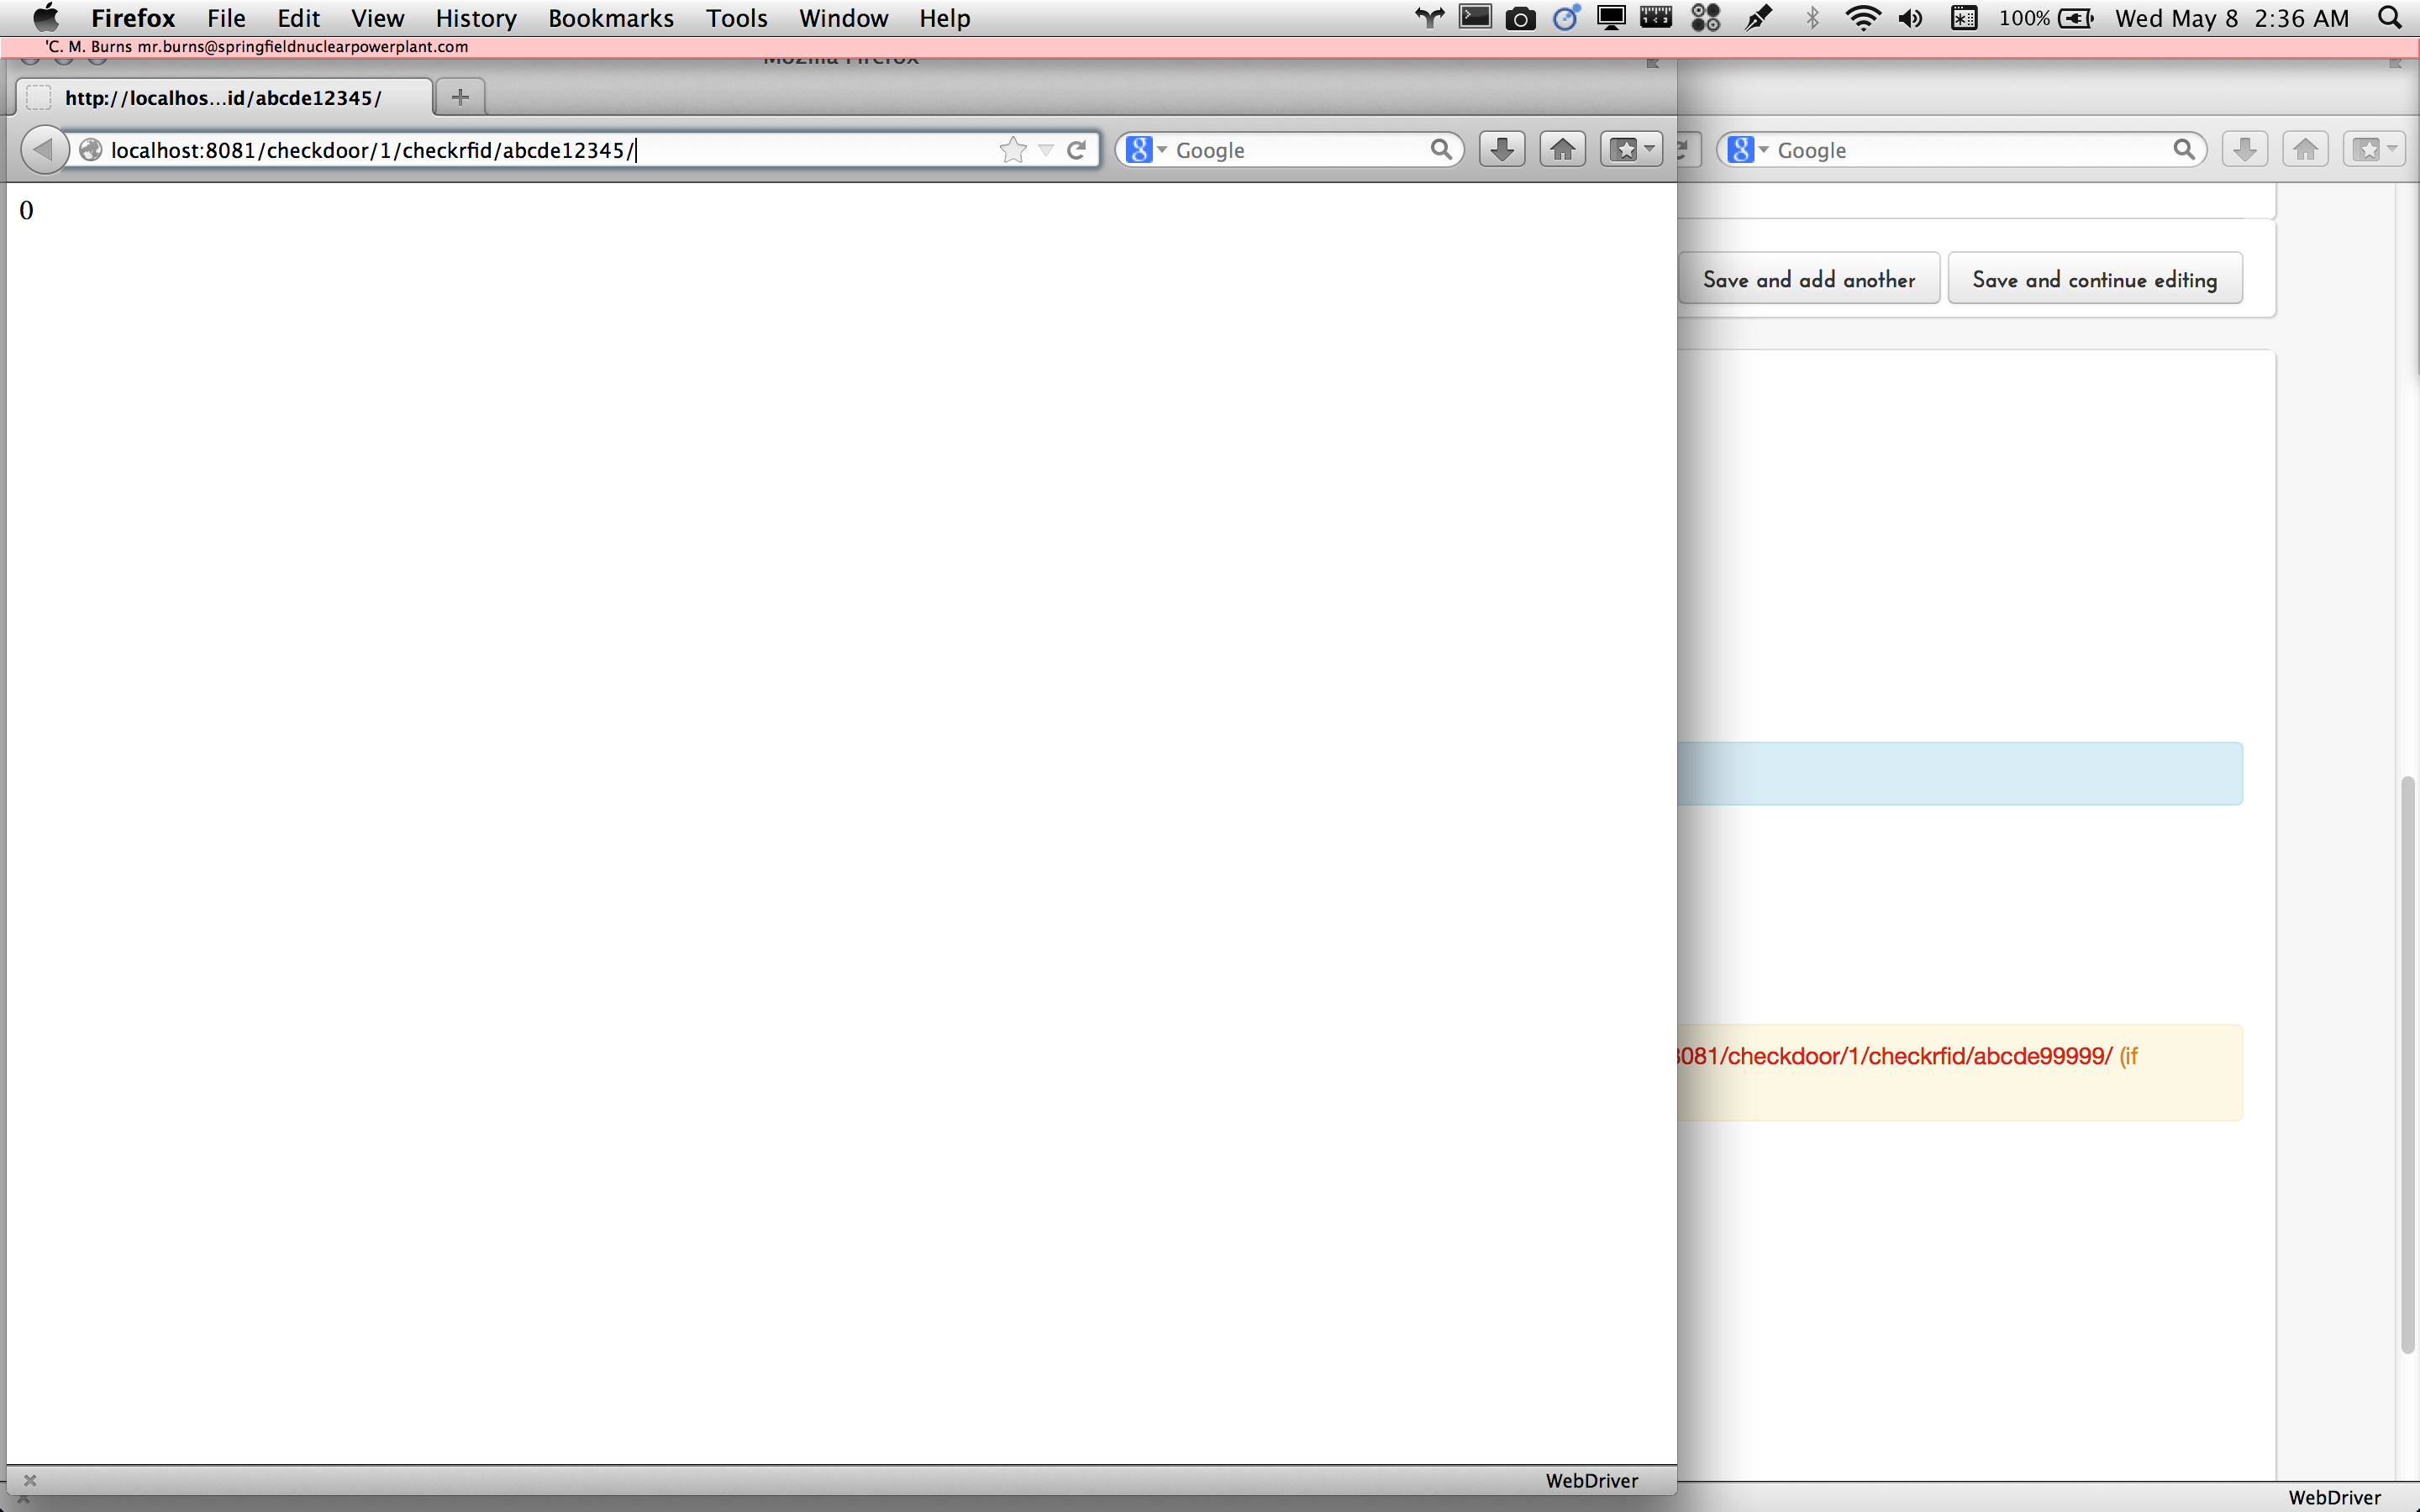 Firefox File Edit View History Bookmarks Tools Window Help 100% Wed May 8 2:36 AM
'C. M. Burns mr.burns@springfieldnuclearpowerplant.com
Mozilla Firefox
http://localhos...id/abcde12345/
localhost:8081/checkdoor/1/checkrfid/abcde12345/ Google Google
0
Save and add another Save and continue editing
081/checkdoor/1/checkrfid/abcde99999/ (if
WebDriver
WebDriver